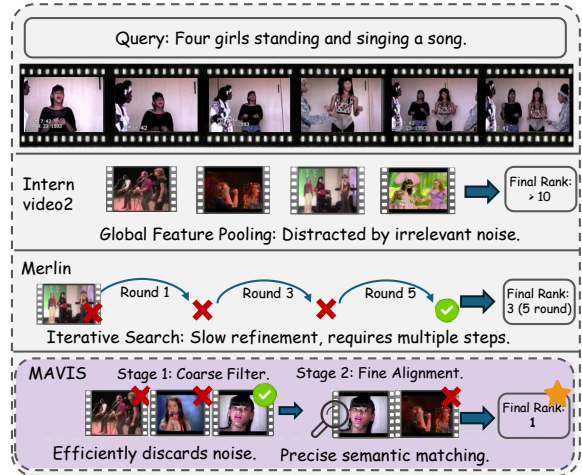 Query: Four girls standing and singing a song.
Intern
video2
Final Rank:
> 10
Global Feature Pooling: Distracted by irrelevant noise.
Merlin
Round 1
Round 3
Round 5
Final Rank:
3 (5 round)
Iterative Search: Slow refinement, requires multiple steps.
MAVIS
Stage 1: Coarse Filter.
Stage 2: Fine Alignment.
Final Rank:
1
Efficiently discards noise.
Precise semantic matching.